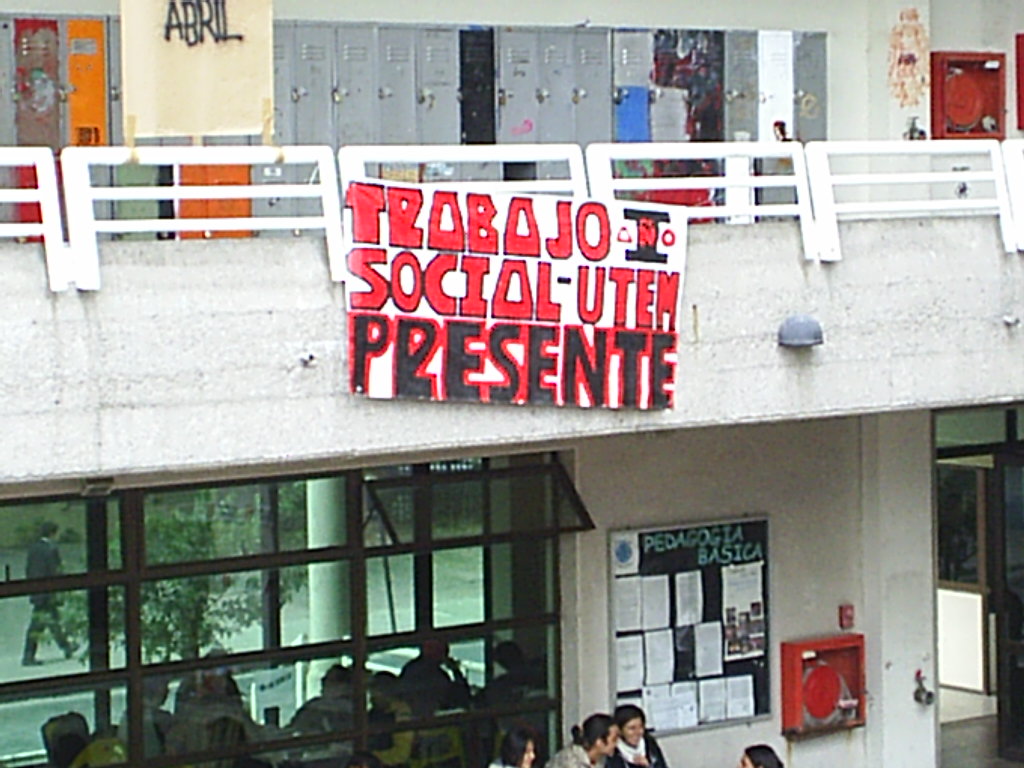 ABRIL
TRABAJO I AÑO
SOCIAL-UTEM
PRESENTE
PEDAGOGIA
BASICA